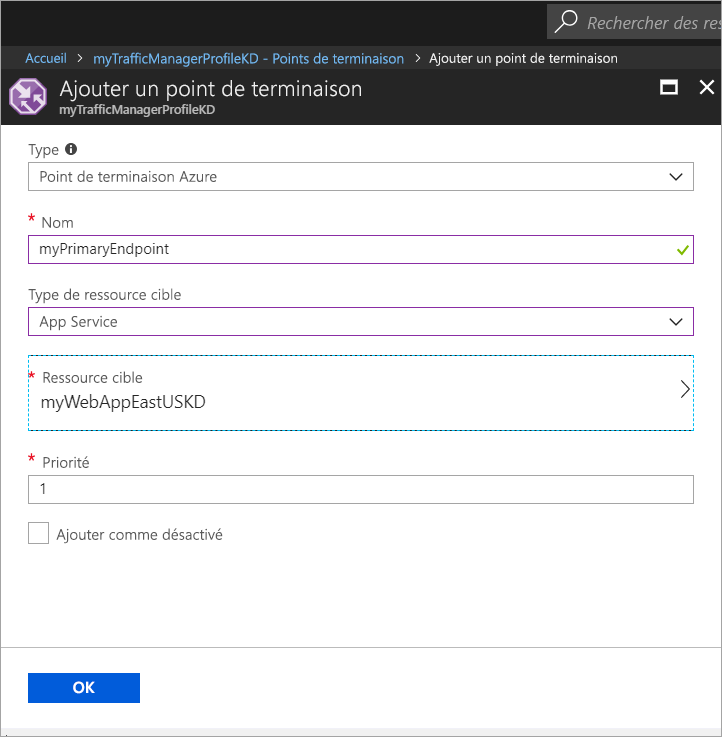 Rechercher des
Accueil > myTrafficManagerProfileKD - Points de terminaison > Ajouter un point de terminaison
Ajouter un point de terminaison
myTrafficManagerProfileKD
Type
Point de terminaison Azure
* Nom
myPrimaryEndpoint
Type de ressource cible
App Service
* Ressource cible
myWebAppEastUSKD
* Priorité
1
Ajouter comme désactivé
OK